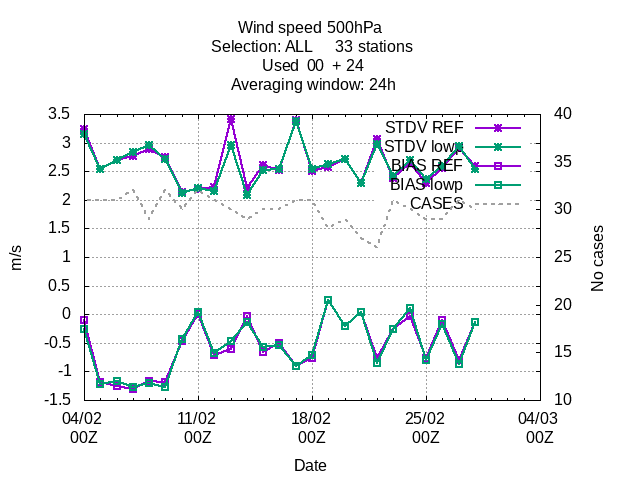 Wind speed 500hPa
Selection: ALL 33 stations
Used 00 + 24
Averaging window: 24h
3.5
3
2.5
2
1.5
1
0.5
0
-0.5
-1
-1.5
m/s
40
35
30
25
20
15
10
No cases
STDV REF
STDV lowp
BIAS REF
BIAS lowp
CASES
04/02 11/02 18/02 25/02 04/03
00Z 00Z 00Z 00Z 00Z
Date